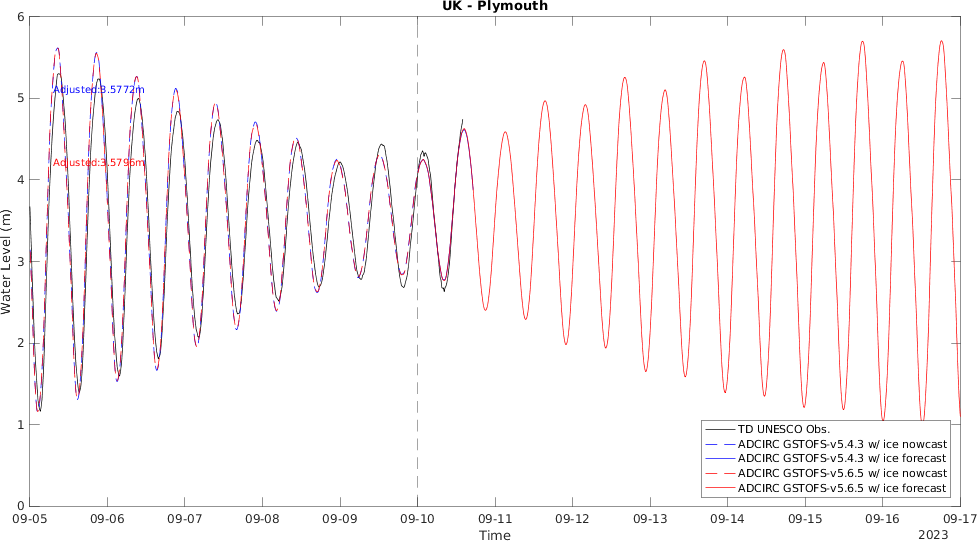 UK - Plymouth
6
5
4
3
2
1
0
Water Level (m)
Adjusted:3.5772m
Adjusted:3.5796m
TD UNESCO Obs.
ADCIRC GSTOFS-v5.4.3 w/ ice nowcast
ADCIRC GSTOFS-v5.4.3 w/ ice forecast
ADCIRC GSTOFS-v5.6.5 w/ ice nowcast
ADCIRC GSTOFS-v5.6.5 w/ ice forecast
09-05 09-06 09-07 09-08 09-09 09-10 09-11 09-12 09-13 09-14 09-15 09-16 09-17
Time
2023